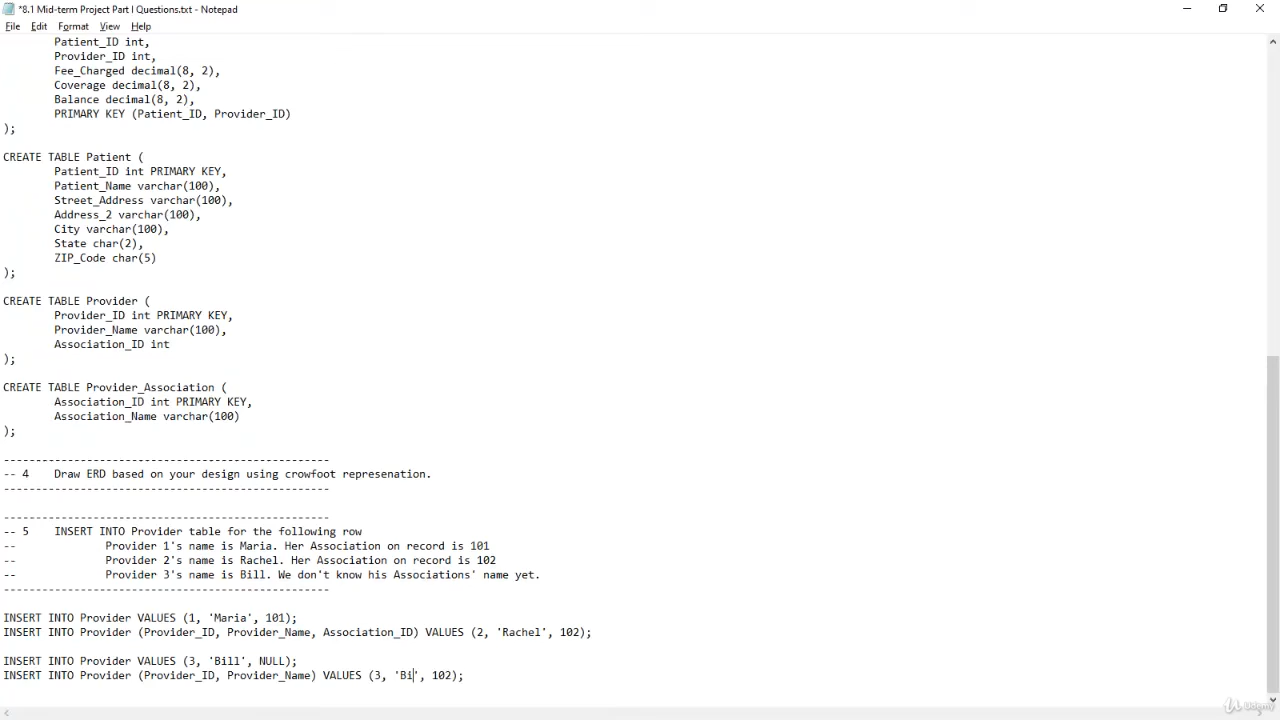 *8.1 Mid-term Project Part I Questions.txt - Notepad
File Edit Format View Help
Patient_ID int,
Provider_ID int,
Fee_Charged decimal(8, 2),
Coverage decimal(8, 2),
Balance decimal(8, 2),
PRIMARY KEY (Patient_ID, Provider_ID)
);
CREATE TABLE Patient (
Patient_ID int PRIMARY KEY,
Patient_Name varchar(100),
Street_Address varchar(100),
Address_2 varchar(100),
City varchar(100),
State char(2),
ZIP_Code char(5)
);
CREATE TABLE Provider (
Provider_ID int PRIMARY KEY,
Provider_Name varchar(100),
Association_ID int
);
CREATE TABLE Provider_Association (
Association_ID int PRIMARY KEY,
Association_Name varchar(100)
);
---------------------------------------------------
-- 4 Draw ERD based on your design using crowfoot represenation.
---------------------------------------------------
---------------------------------------------------
-- 5 INSERT INTO Provider table for the following row
-- Provider 1's name is Maria. Her Association on record is 101
-- Provider 2's name is Rachel. Her Association on record is 102
-- Provider 3's name is Bill. We don't know his Associations' name yet.
---------------------------------------------------
INSERT INTO Provider VALUES (1, 'Maria', 101);
INSERT INTO Provider (Provider_ID, Provider_Name, Association_ID) VALUES (2, 'Rachel', 102);
INSERT INTO Provider VALUES (3, 'Bill', NULL);
INSERT INTO Provider (Provider_ID, Provider_Name) VALUES (3, 'Bi', 102);
Udemy